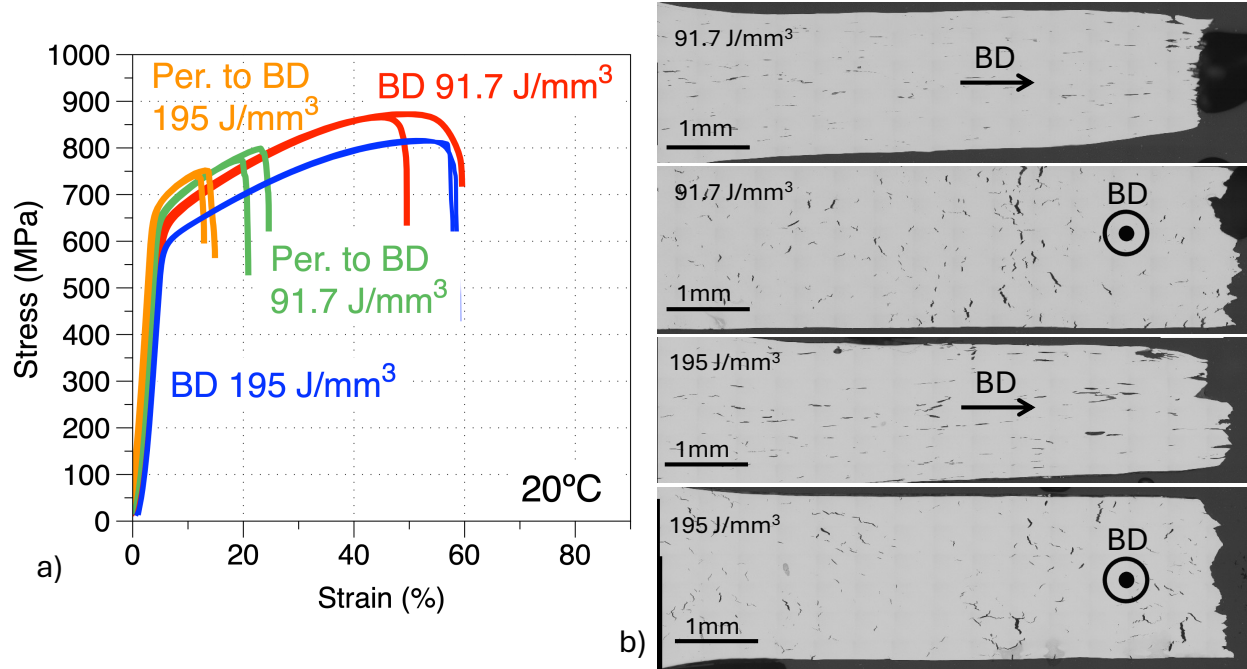 1000
900
800
700
600
500
400
300
200
100
0
Stress (MPa)
Per. to BD
195 J/mm³
BD 91.7 J/mm³
Per. to BD
91.7 J/mm³
BD 195 J/mm³
20ºC
0
20
40
60
80
Strain (%)
a)
91.7 J/mm³
BD
1mm
91.7 J/mm³
BD
1mm
195 J/mm³
BD
1mm
195 J/mm³
BD
1mm
b)